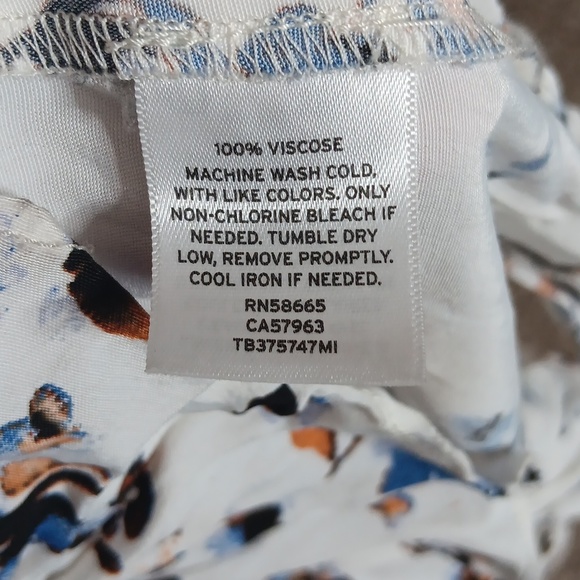 100% VISCOSE
MACHINE WASH COLD.
WITH LIKE COLORS. ONLY
NON-CHLORINE BLEACH IF
NEEDED. TUMBLE DRY
LOW, REMOVE PROMPTLY.
COOL IRON IF NEEDED.
RN58665
CA57963
TB375747MI